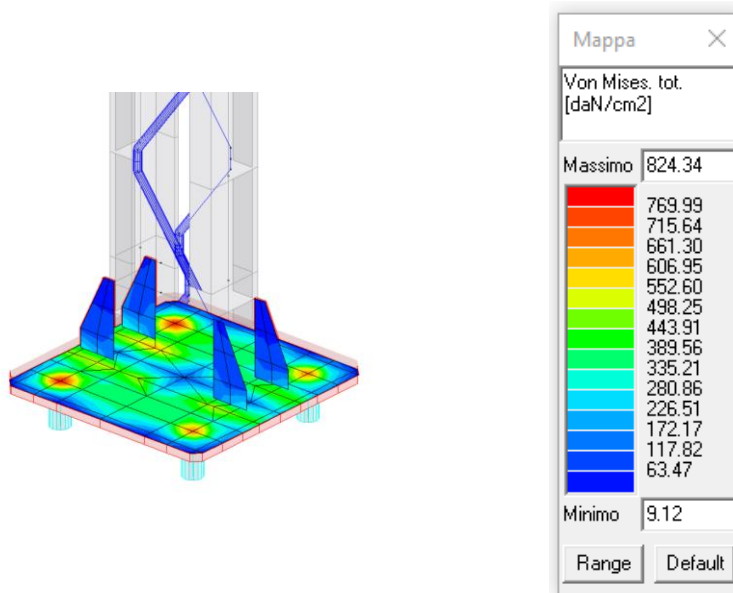 Mappa
Von Mises. tot.
[daN/cm2]
Massimo 824.34
769.99
715.64
661.30
606.95
552.60
498.25
443.91
389.56
335.21
280.86
226.51
172.17
117.82
63.47
Minimo 9.12
Range Default